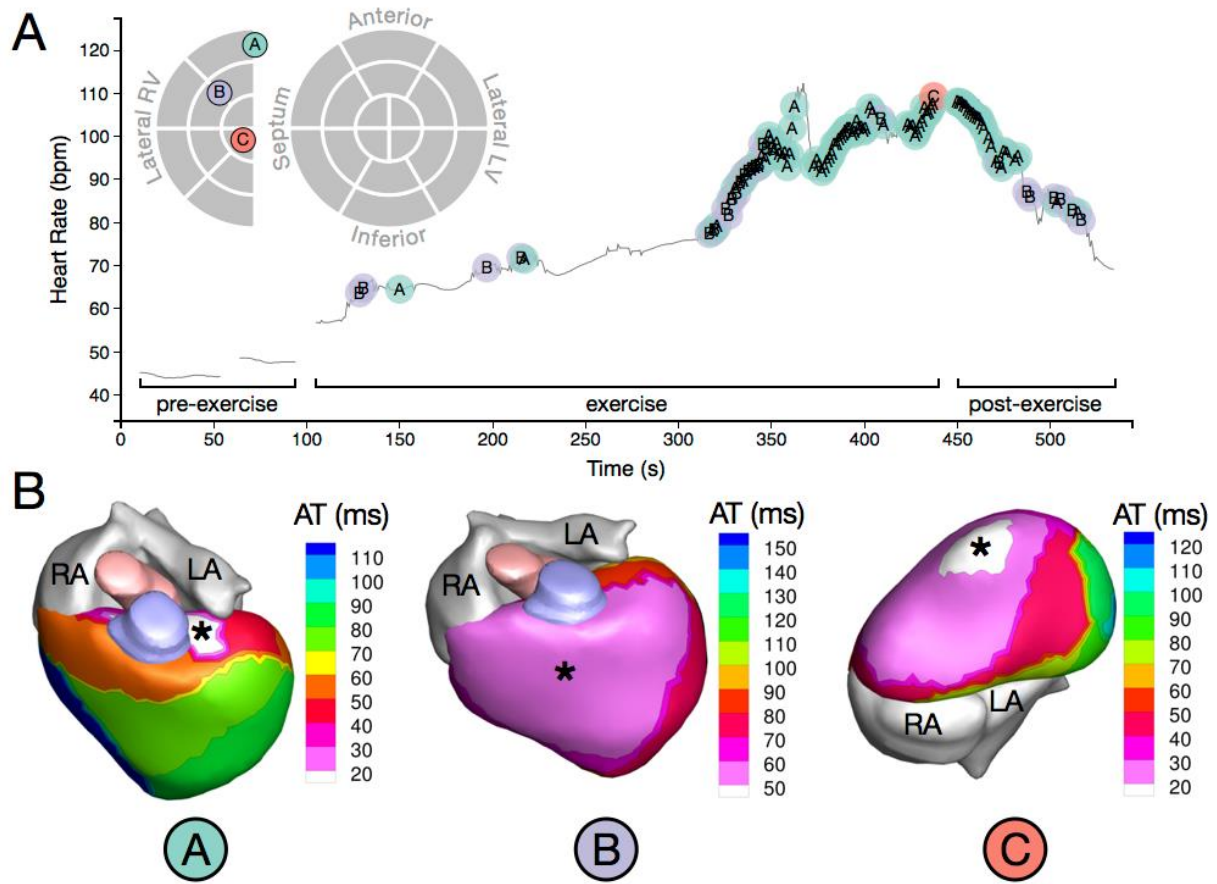 A
Anterior
Lateral RV
Septum
Lateral LV
Inferior
A
B
C
Heart Rate (bpm)
120
110
100
90
80
70
60
50
40
B
B
A
B
B
A
C
pre-exercise
exercise
post-exercise
0 50 100 150 200 250 300 350 400 450 500
Time (s)
B
RA
LA
*
AT (ms)
110
100
90
80
70
60
50
40
30
20
RA
LA
*
AT (ms)
150
140
130
120
110
100
90
80
70
60
50
*
RA
LA
AT (ms)
120
110
100
90
80
70
60
50
40
30
20
A
B
C